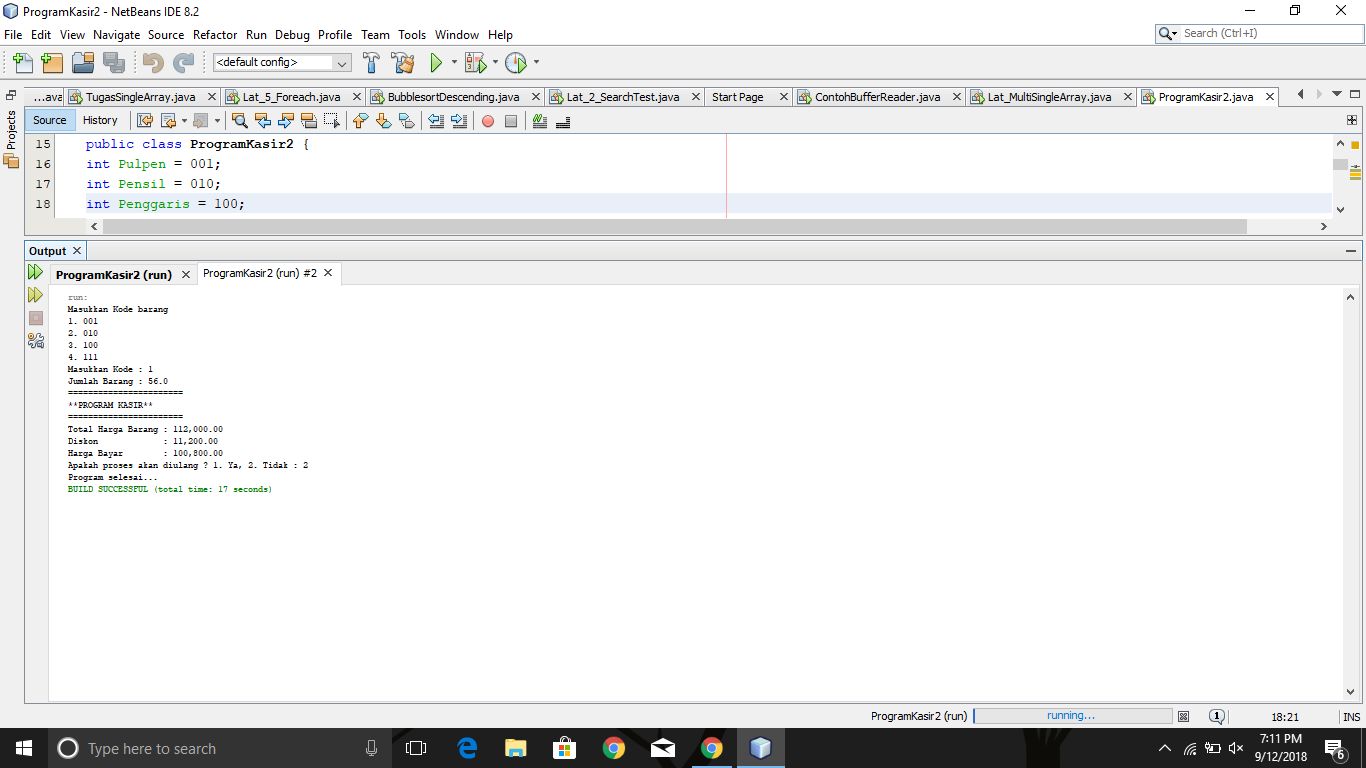 ProgramKasir2 - NetBeans IDE 8.2
File Edit View Navigate Source Refactor Run Debug Profile Team Tools Window Help
Search (Ctrl+I)
<default config>
...ava TugasSingleArray.java Lat_5_Foreach.java BubblesortDescending.java Lat_2_SearchTest.java Start Page ContohBufferReader.java Lat_MultiSingleArray.java ProgramKasir2.java
Projects
Source History
15 public class ProgramKasir2 {
16 int Pulpen = 001;
17 int Pensil = 010;
18 int Penggaris = 100;
Output
ProgramKasir2 (run) ProgramKasir2 (run) #2
run:
Masukkan Kode barang
1. 001
2. 010
3. 100
4. 111
Masukkan Kode : 1
Jumlah Barang : 56.0
=======================
**PROGRAM KASIR**
=======================
Total Harga Barang : 112,000.00
Diskon : 11,200.00
Harga Bayar : 100,800.00
Apakah proses akan diulang ? 1. Ya, 2. Tidak : 2
Program selesai...
BUILD SUCCESSFUL (total time: 17 seconds)
ProgramKasir2 (run) running... 1 18:21 INS
Type here to search
7:11 PM
9/12/2018
6